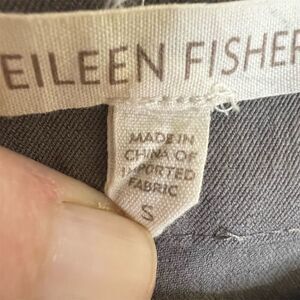 EILEEN FISHER
MADE IN
CHINA OF
IMPORTED
FABRIC
S